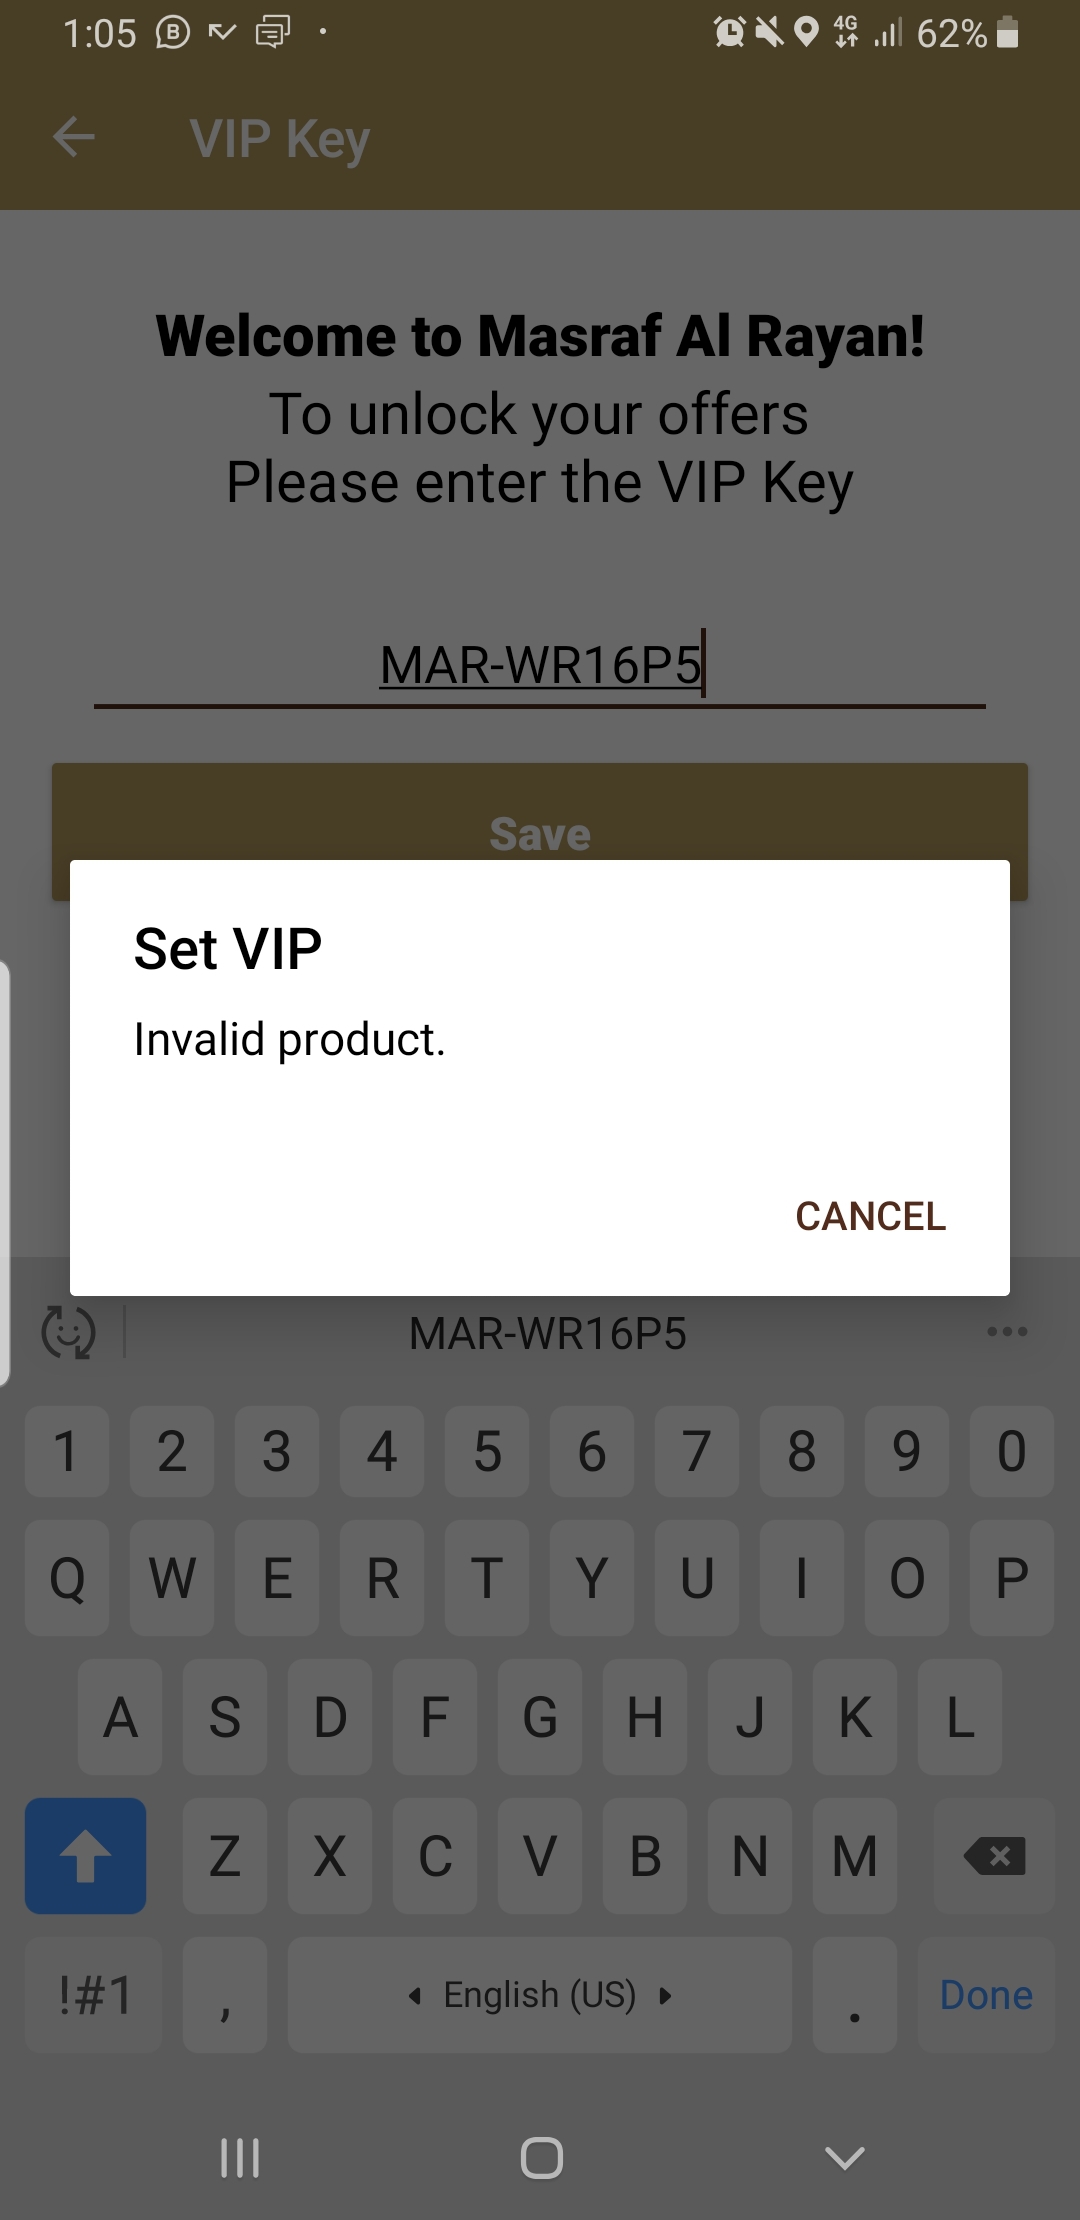 1:05
4G
62%
VIP Key
Welcome to Masraf Al Rayan!
To unlock your offers
Please enter the VIP Key
MAR-WR16P5
Save
Set VIP
Invalid product.
CANCEL
MAR-WR16P5
1 2 3 4 5 6 7 8 9 0
Q W E R T Y U I O P
A S D F G H J K L
Z X C V B N M
!#1 , English (US) . Done